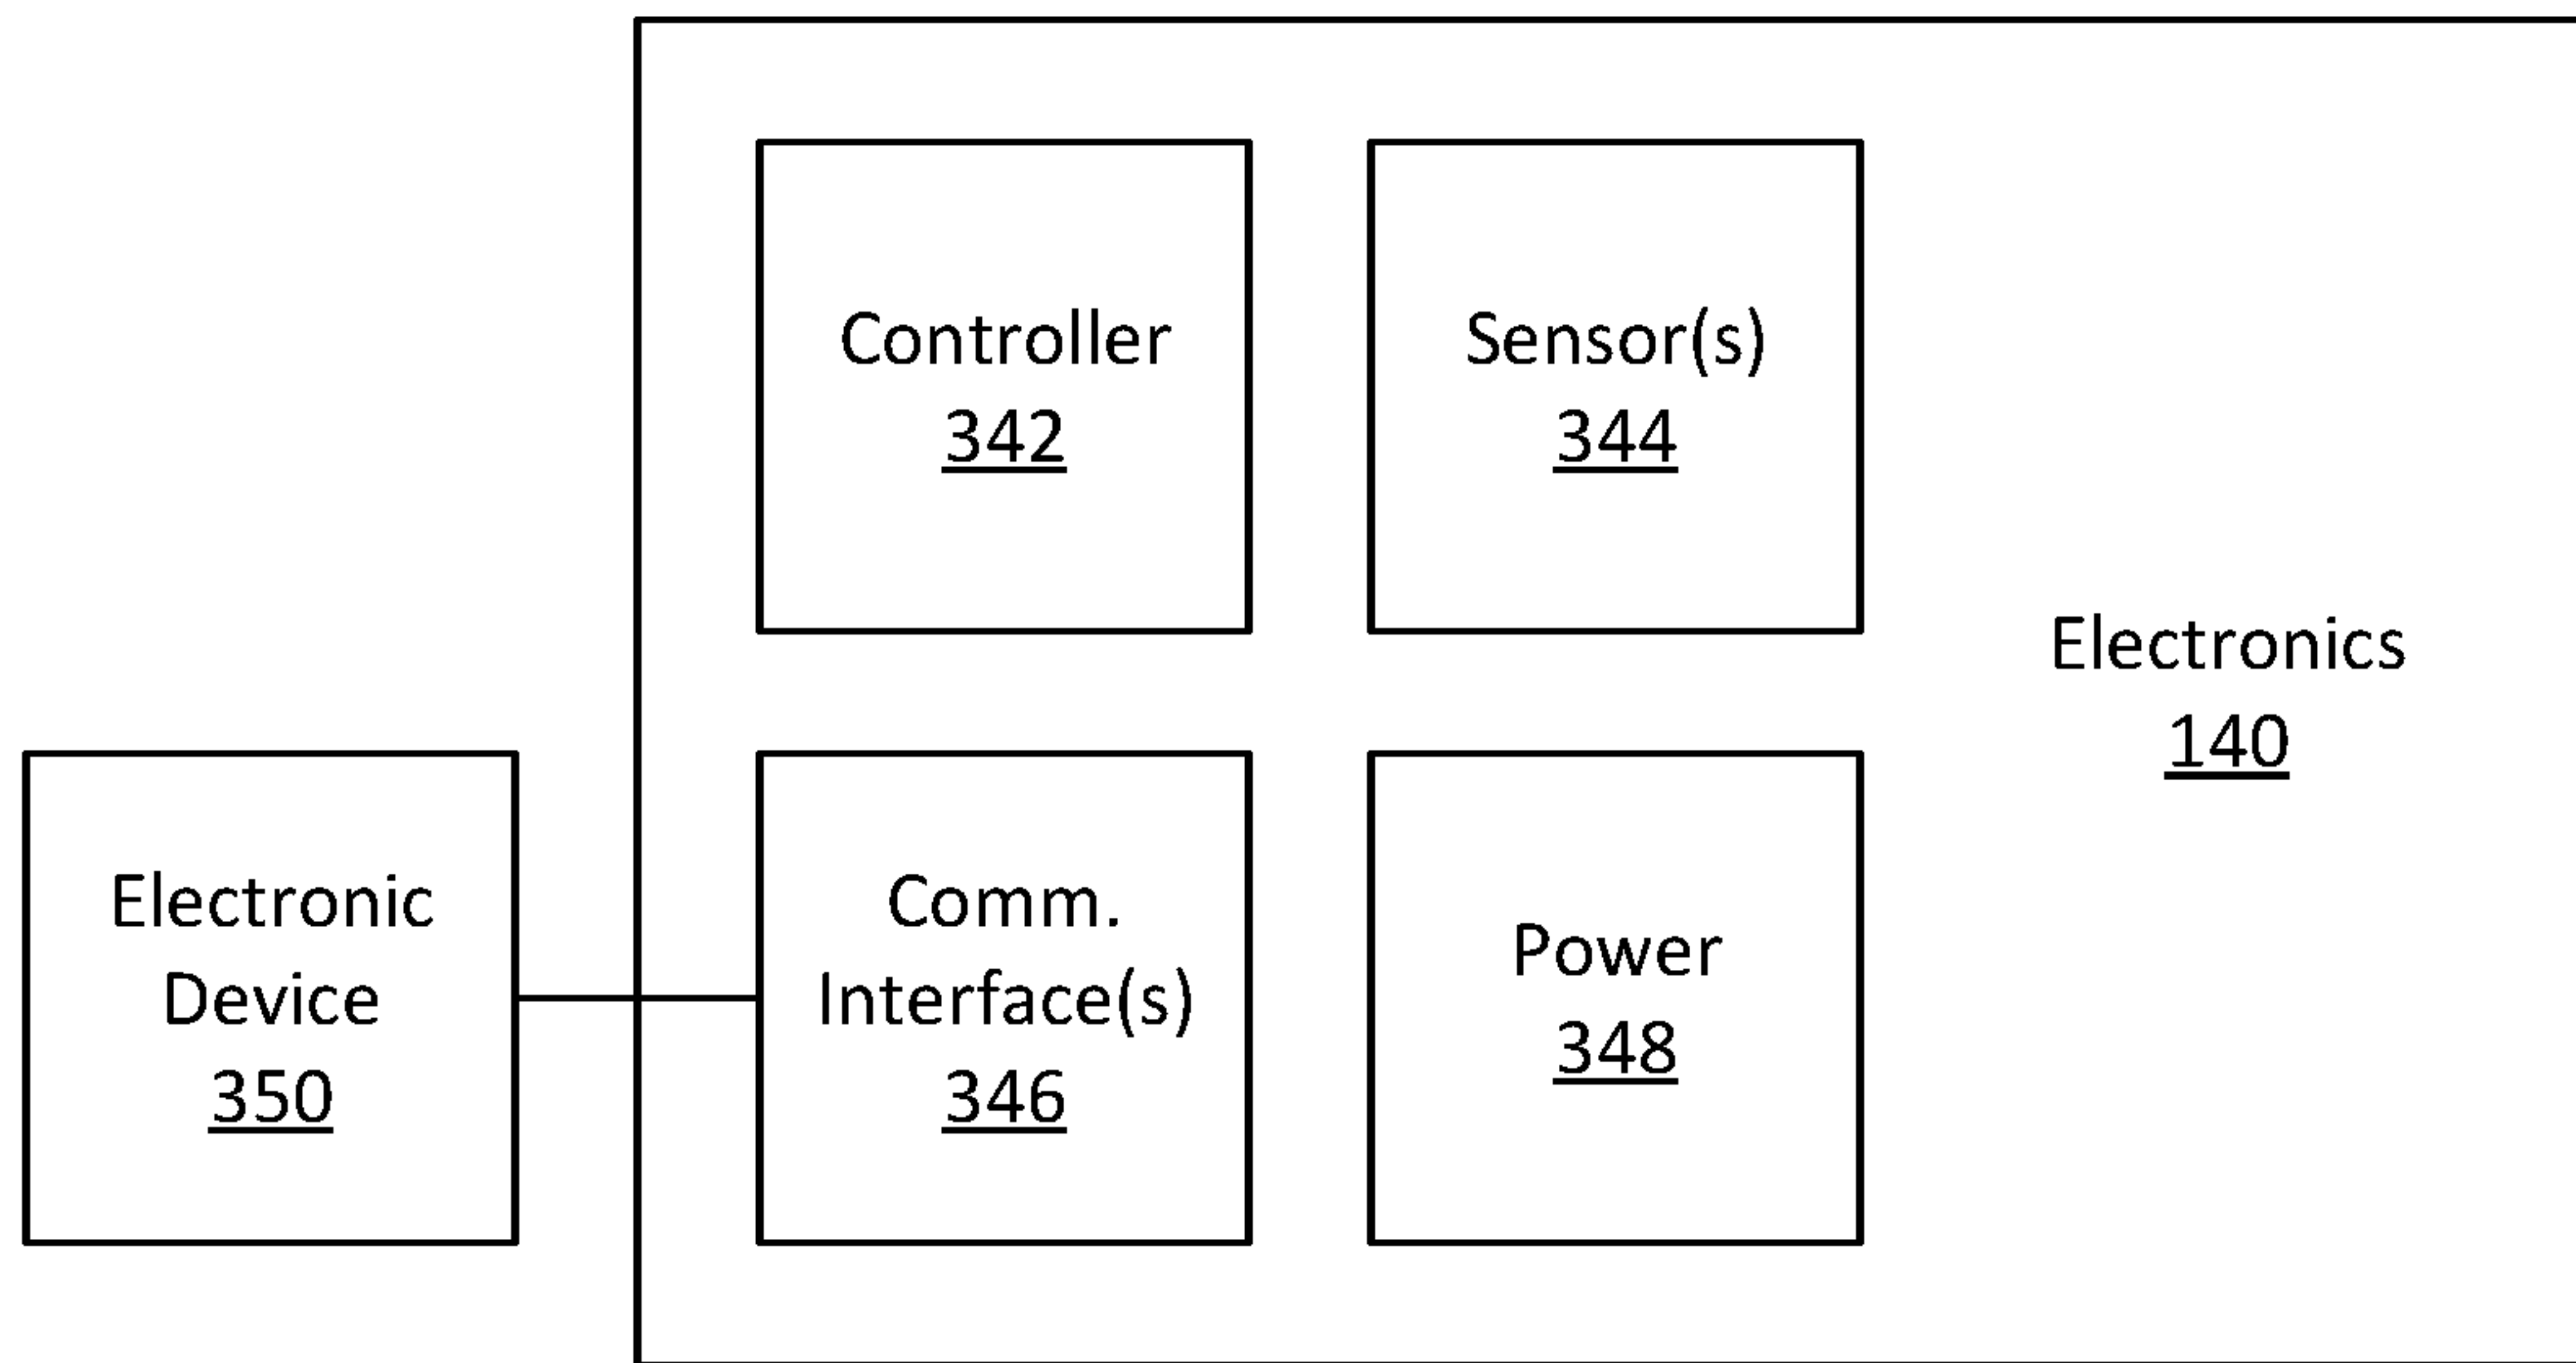 Controller
342
Sensor(s)
344
Electronics
140
Electronic
Device
350
Comm.
Interface(s)
346
Power
348